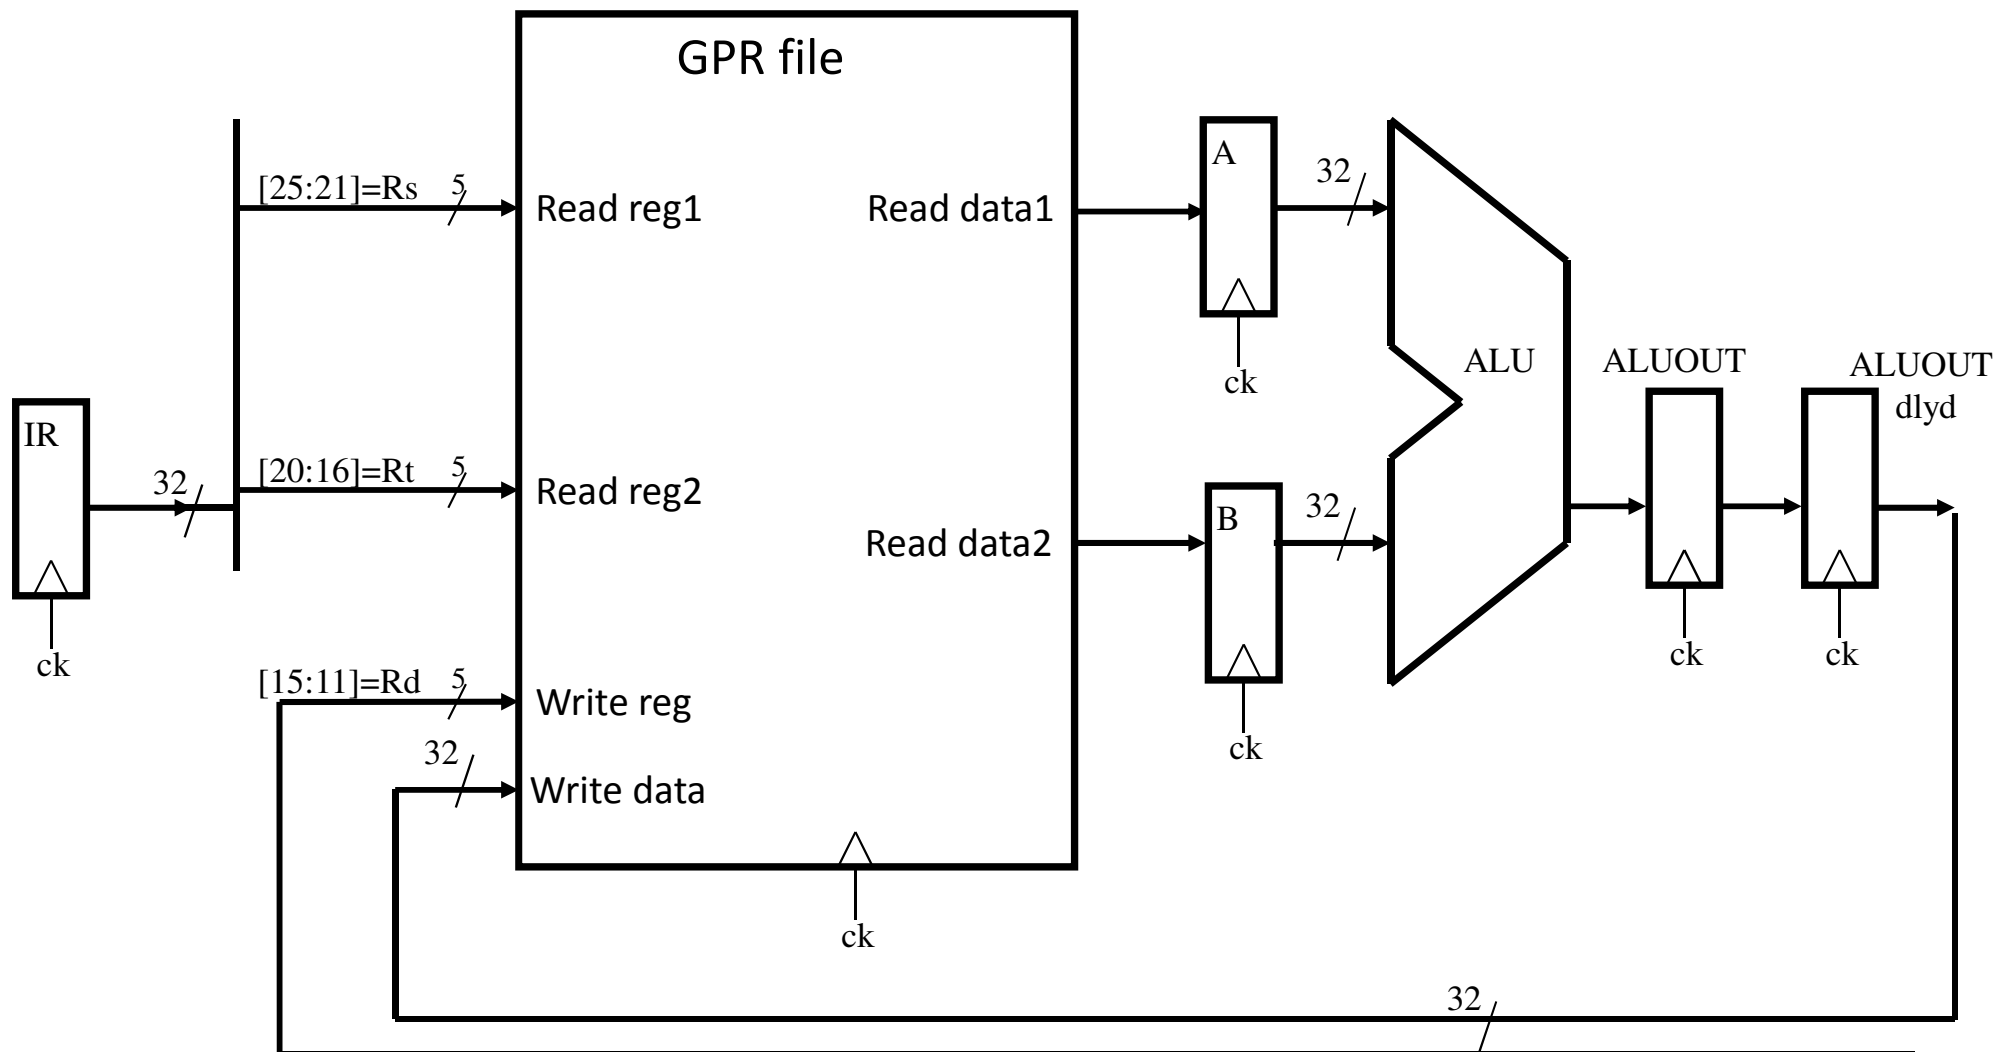 GPR file
[25:21]=Rs
5
Read reg1
Read data1
A
32
ck
ALU
ALUOUT
ALUOUT
dlyd
IR
32
ck
[20:16]=Rt
5
Read reg2
Read data2
B
32
ck
ck
ck
[15:11]=Rd
5
Write reg
32
Write data
ck
32